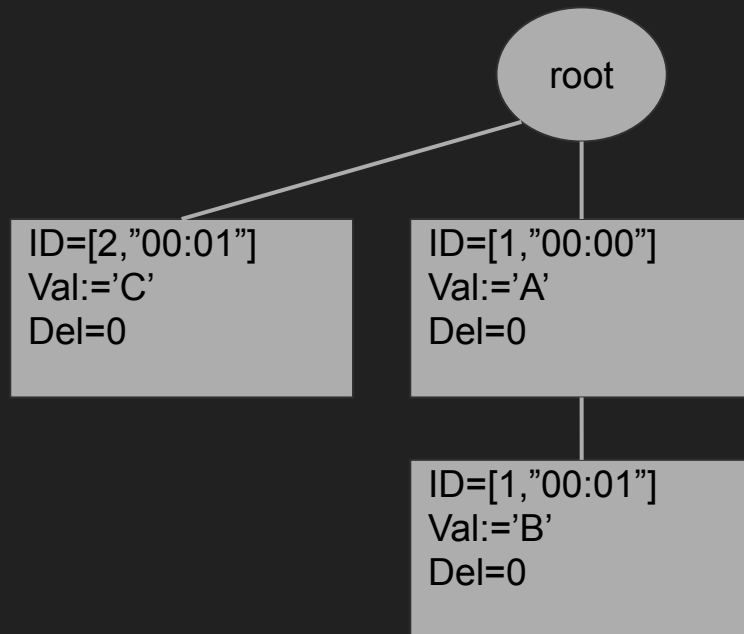 root
ID=[2,”00:01”]
Val:=’C’
Del=0
ID=[1,”00:00”]
Val:=’A’
Del=0
ID=[1,”00:01”]
Val:=’B’
Del=0